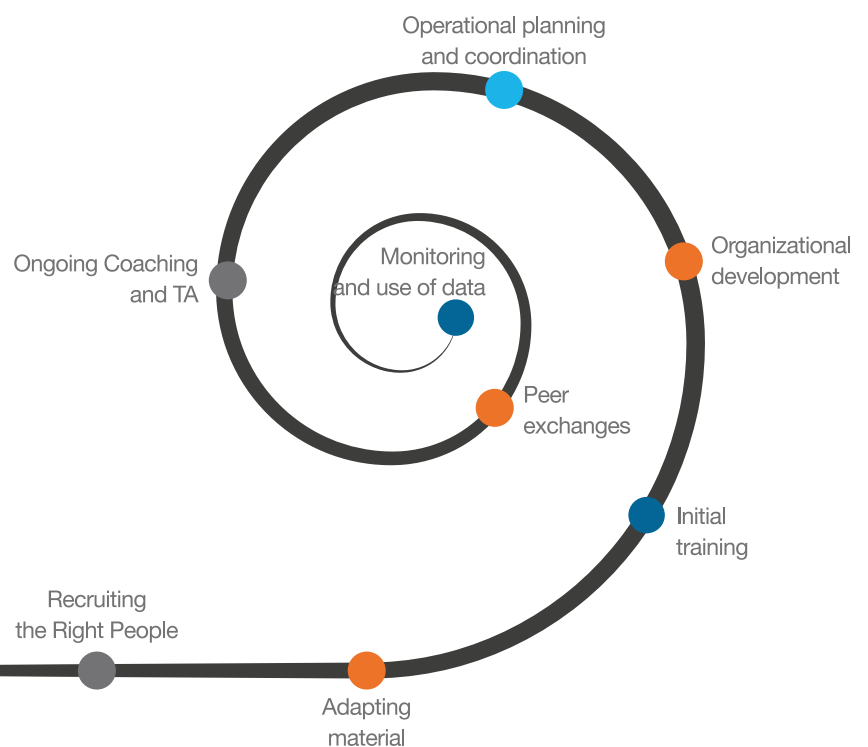 Operational planning
and coordination
Organizational
development
Ongoing Coaching
and TA
Monitoring
and use of data
Peer
exchanges
Initial
training
Recruiting
the Right People
Adapting
material